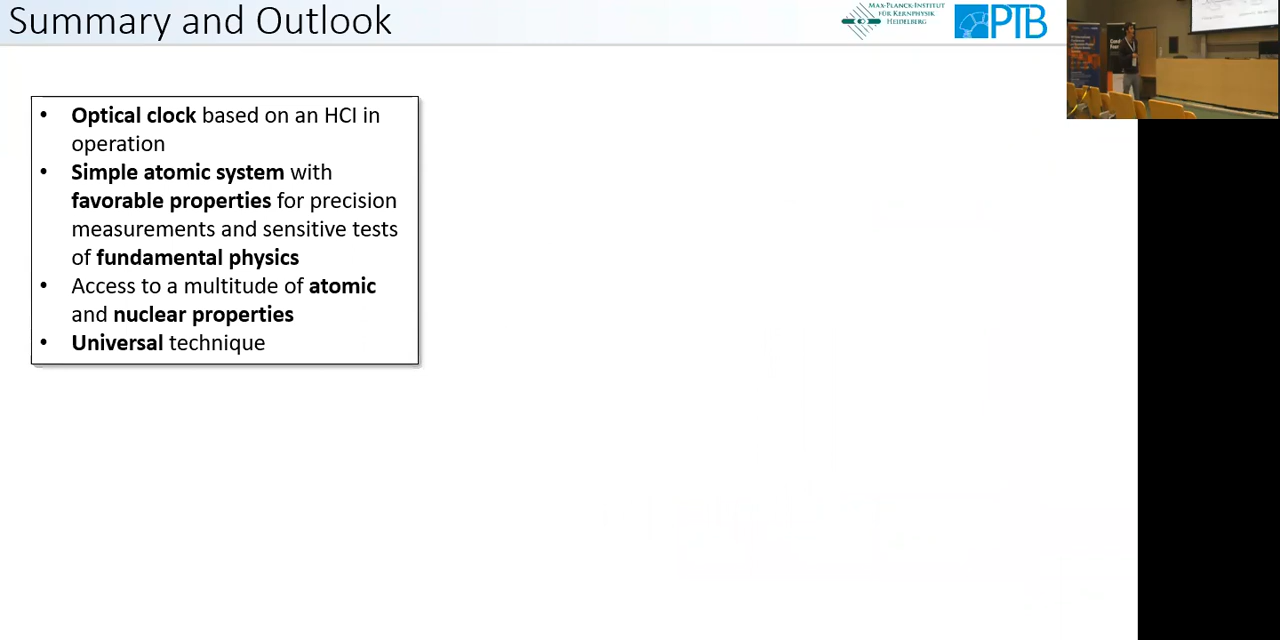 Summary and Outlook
MAX-PLANCK-INSTITUT
FÜR KERNPHYSIK
HEIDELBERG
PTB
• Optical clock based on an HCI in
operation
• Simple atomic system with
favorable properties for precision
measurements and sensitive tests
of fundamental physics
• Access to a multitude of atomic
and nuclear properties
• Universal technique